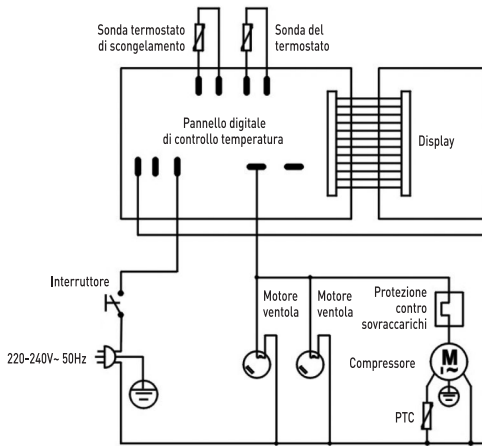 Sonda termostato
di scongelamento
Sonda del
termostato
Pannello digitale
di controllo temperatura
Display
Interruttore
Motore
ventola
Motore
ventola
Protezione
contro
sovraccarichi
220-240V~ 50Hz
Compressore
M
I~
PTC